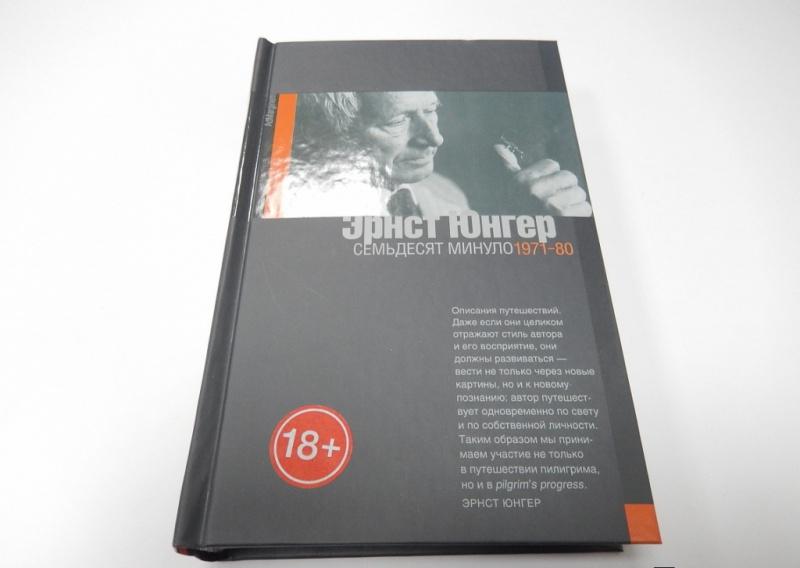 Ad Marginem
Эрнст Юнгер
СЕМЬДЕСЯТ МИНУЛО 1971–80
Описания путешествий.
Даже если они целиком
отражают стиль автора
и его восприятие, они
должны развиваться —
вести не только через новые
картины, но и к новому
познанию: автор путешест-
вует одновременно по свету
и по собственной личности.
Таким образом мы прини-
маем участие не только
в путешествии пилигрима,
но и в pilgrim's progress.
ЭРНСТ ЮНГЕР
18+